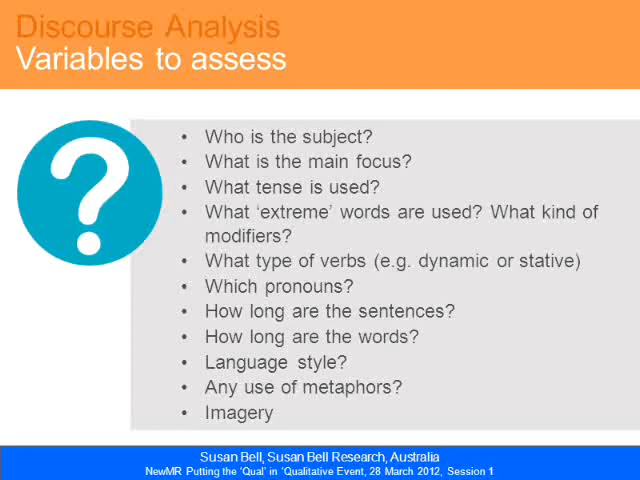 Discourse Analysis
Variables to assess
?
• Who is the subject?
• What is the main focus?
• What tense is used?
• What ‘extreme’ words are used? What kind of
modifiers?
• What type of verbs (e.g. dynamic or stative)
• Which pronouns?
• How long are the sentences?
• How long are the words?
• Language style?
• Any use of metaphors?
• Imagery
Susan Bell, Susan Bell Research, Australia
NewMR Putting the ‘Qual’ in ‘Qualitative Event, 28 March 2012, Session 1